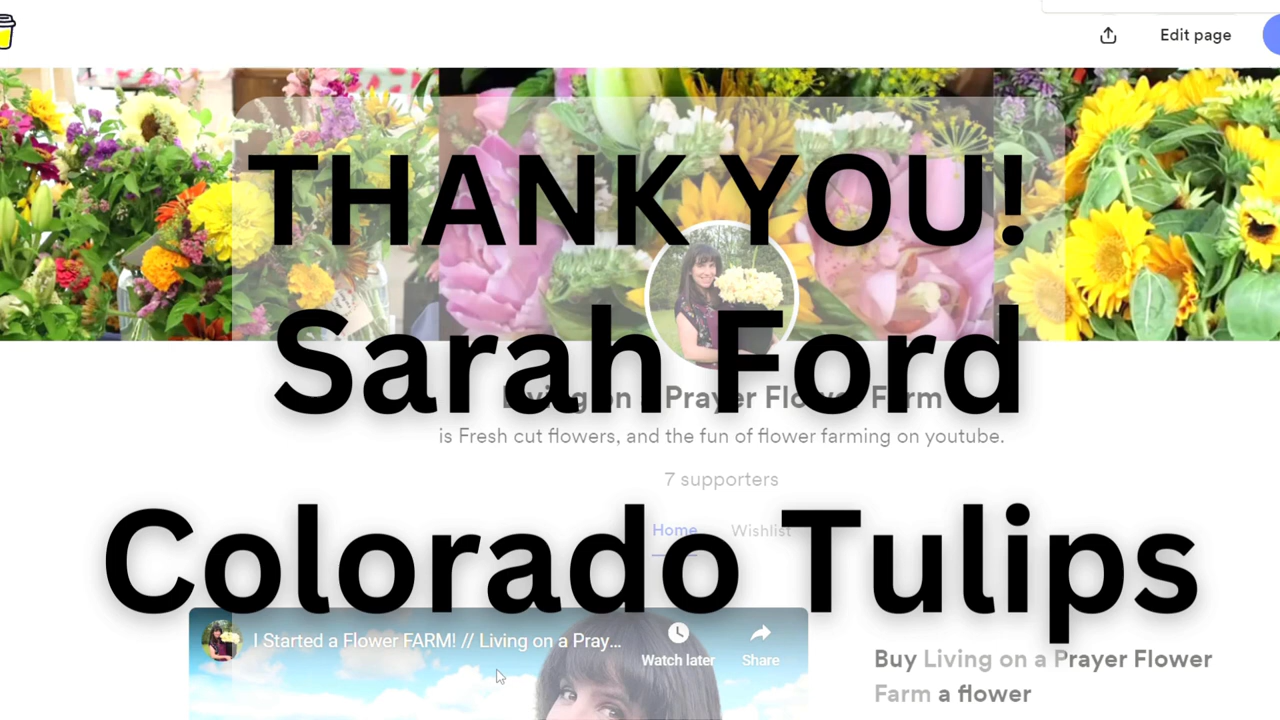 Edit page
THANK YOU!
Sarah Ford
Living on a Prayer Flower Farm
is Fresh cut flowers, and the fun of flower farming on youtube.
7 supporters
Home Wishlist
Colorado Tulips
I Started a Flower FARM! // Living on a Pray...
Watch later Share
Buy Living on a Prayer Flower
Farm a flower